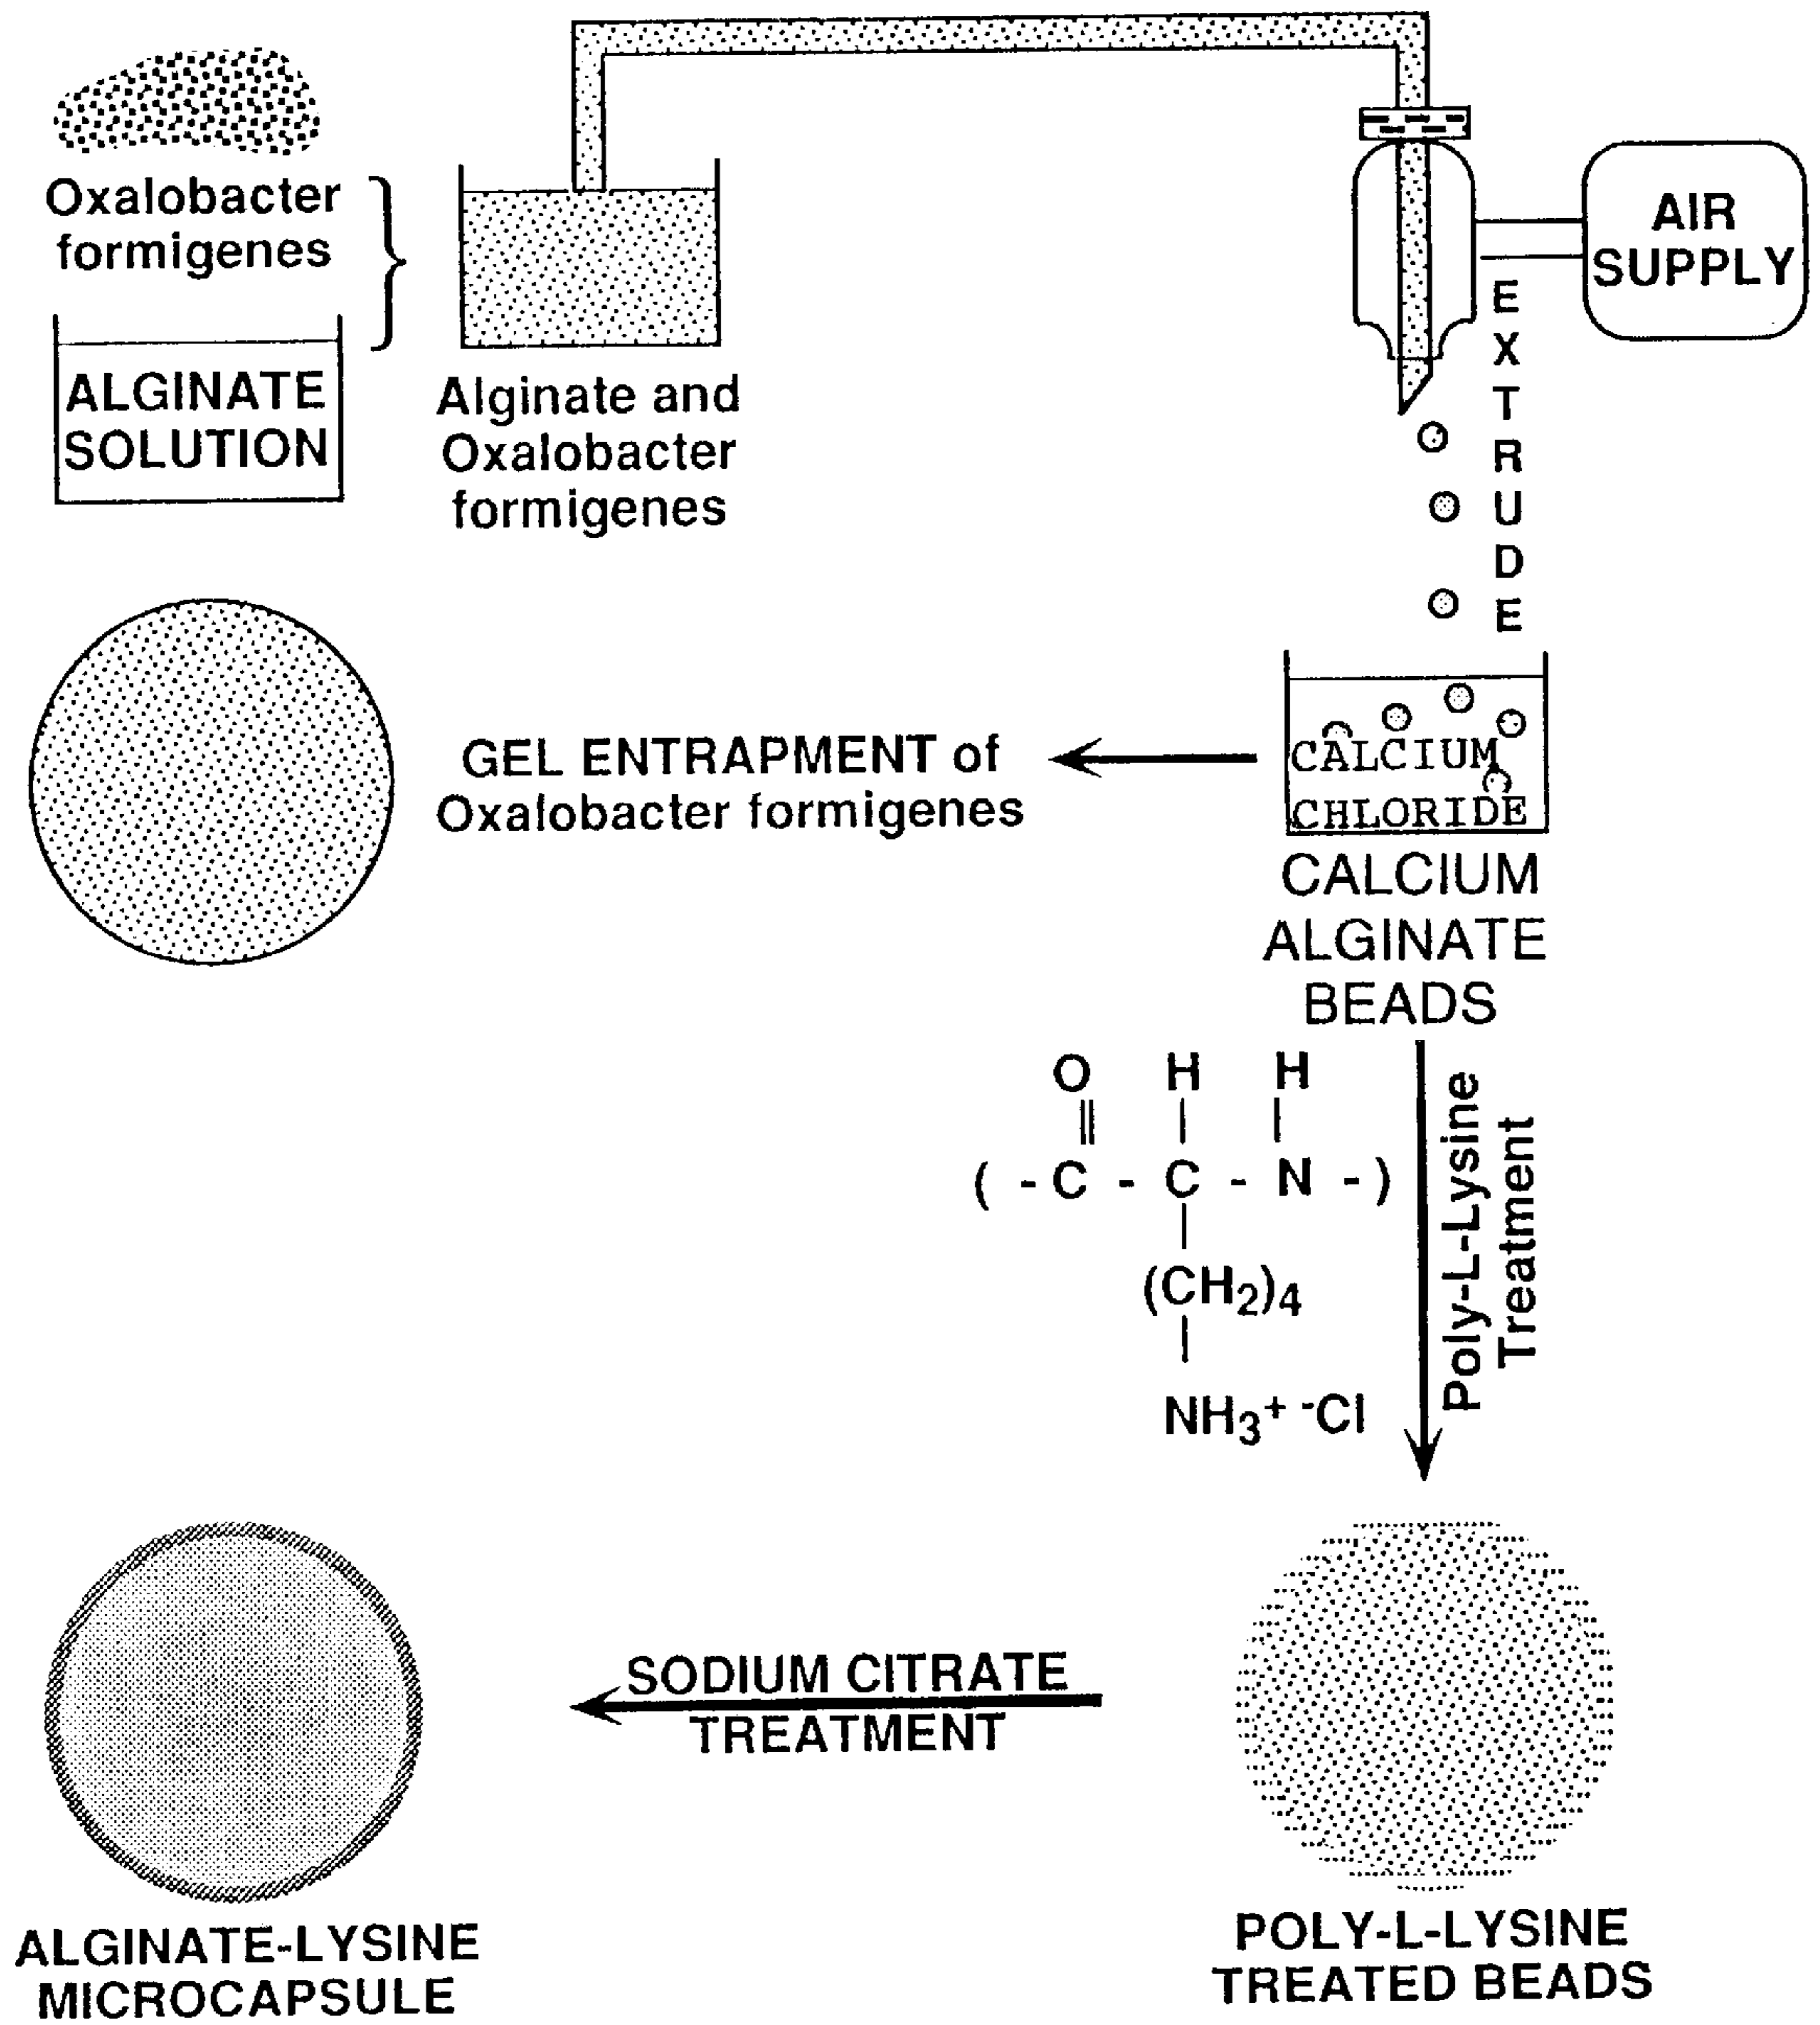 Oxalobacter
formigenes
ALGINATE
SOLUTION
Alginate and
Oxalobacter
formigenes
AIR
SUPPLY
EXTRUDE
CALCIUM
CHLORIDE
GEL ENTRAPMENT of
Oxalobacter formigenes
CALCIUM
ALGINATE
BEADS
O H H
( - C - C - N - )
(CH2)4
NH3+ -Cl
Poly-L-Lysine
Treatment
SODIUM CITRATE
TREATMENT
ALGINATE-LYSINE
MICROCAPSULE
POLY-L-LYSINE
TREATED BEADS